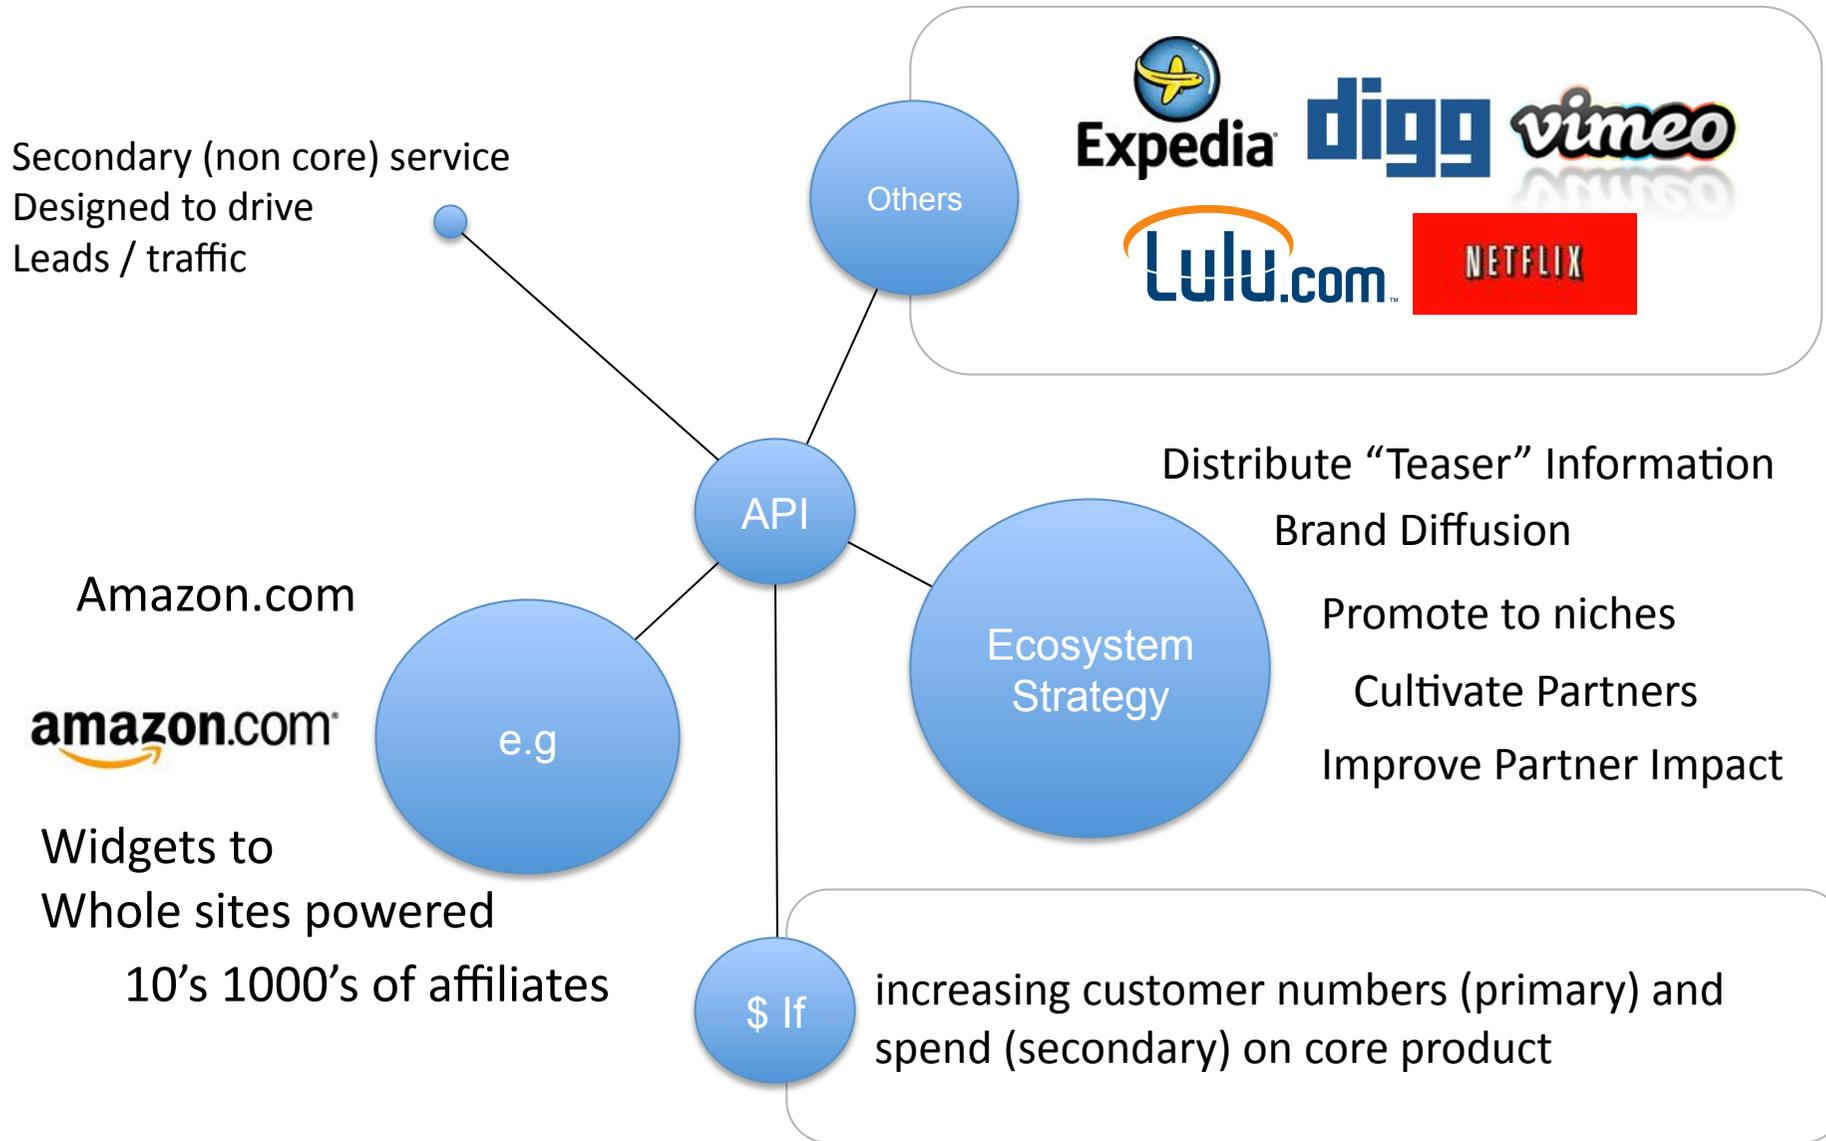 Secondary (non core) service
Designed to drive
Leads / traffic
Others
Expedia
digg
vimeo
Lulu.com™
NETFLIX
API
Distribute “Teaser” Information
Brand Diffusion
Promote to niches
Cultivate Partners
Improve Partner Impact
Ecosystem
Strategy
Amazon.com
amazon.com®
e.g
Widgets to
Whole sites powered
10’s 1000’s of affiliates
$ If
increasing customer numbers (primary) and
spend (secondary) on core product